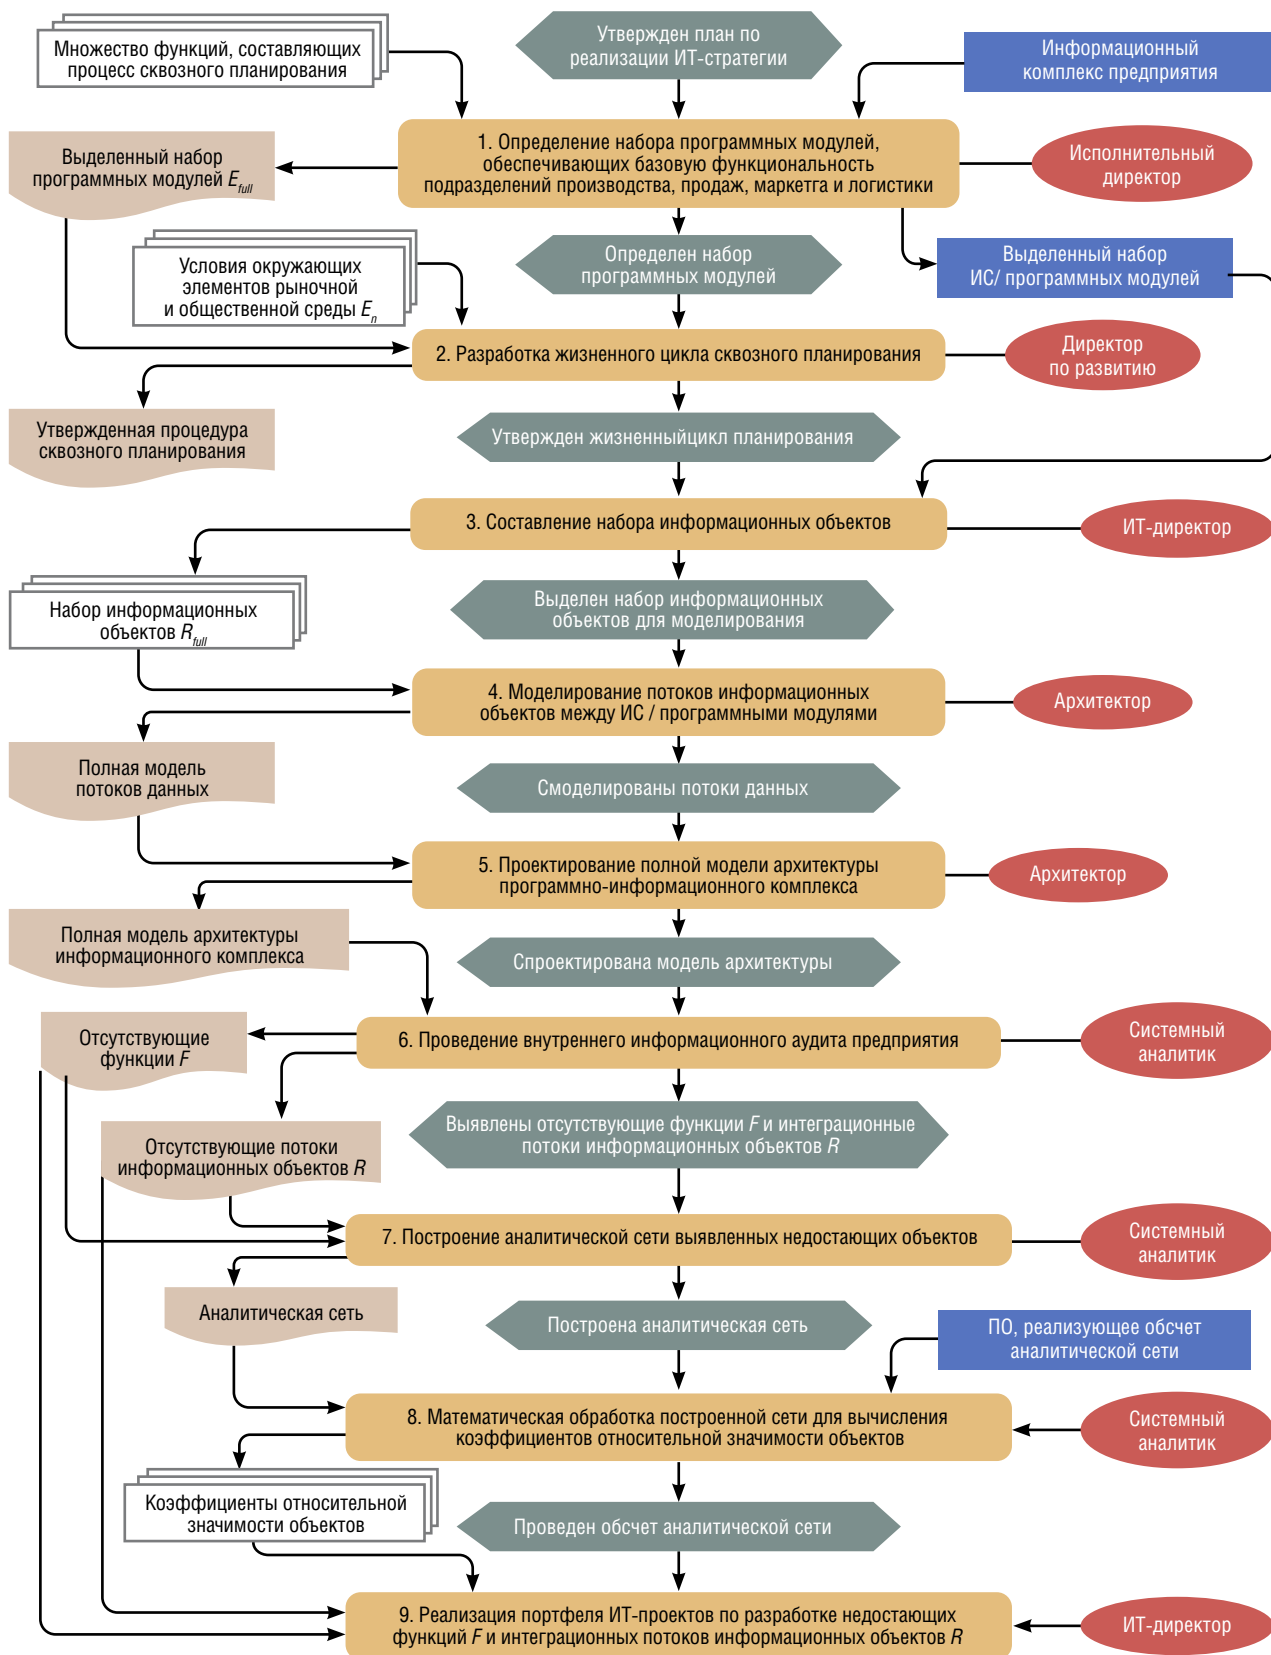 Множество функций, составляющих
процесс сквозного планирования
Утвержден план по
реализации ИТ-стратегии
Информационный
комплекс предприятия
1. Определение набора программных модулей,
обеспечивающих базовую функциональность
подразделений производства, продаж, маркетга и логистики
Исполнительный
директор
Выделенный набор
программных модулей E full
Условия окружающих
элементов рыночной
и общественной среды E n
Определен набор
программных модулей
Выделенный набор
ИС/ программных модулей
2. Разработка жизненного цикла сквозного планирования
Директор
по развитию
Утвержденная процедура
сквозного планирования
Утвержден жизненныйцикл планирования
3. Составление набора информационных объектов
ИТ-директор
Набор информационных
объектов R full
Выделен набор информационных
объектов для моделирования
4. Моделирование потоков информационных
объектов между ИС / программными модулями
Архитектор
Полная модель
потоков данных
Смоделированы потоки данных
5. Проектирование полной модели архитектуры
программно-информационного комплекса
Архитектор
Полная модель архитектуры
информационного комплекса
Спроектирована модель архитектуры
Отсутствующие
функции F
6. Проведение внутреннего информационного аудита предприятия
Системный
аналитик
Отсутствующие потоки
информационных объектов R
Выявлены отсутствующие функции F и интеграционные
потоки информационных объектов R
7. Построение аналитической сети выявленных недостающих объектов
Системный
аналитик
Аналитическая сеть
Построена аналитическая сеть
ПО, реализующее обсчет
аналитической сети
8. Математическая обработка построенной сети для вычисления
коэффициентов относительной значимости объектов
Системный
аналитик
Коэффициенты относительной
значимости объектов
Проведен обсчет аналитической сети
9. Реализация портфеля ИТ-проектов по разработке недостающих
функций F и интеграционных потоков информационных объектов R
ИТ-директор